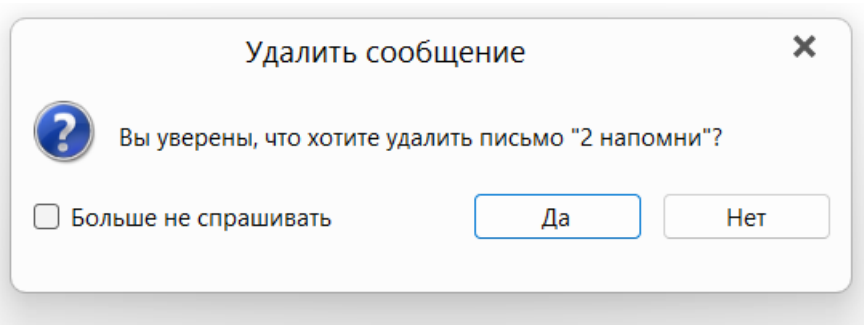 Удалить сообщение
Вы уверены, что хотите удалить письмо "2 напомни"?
Больше не спрашивать
Да
Нет